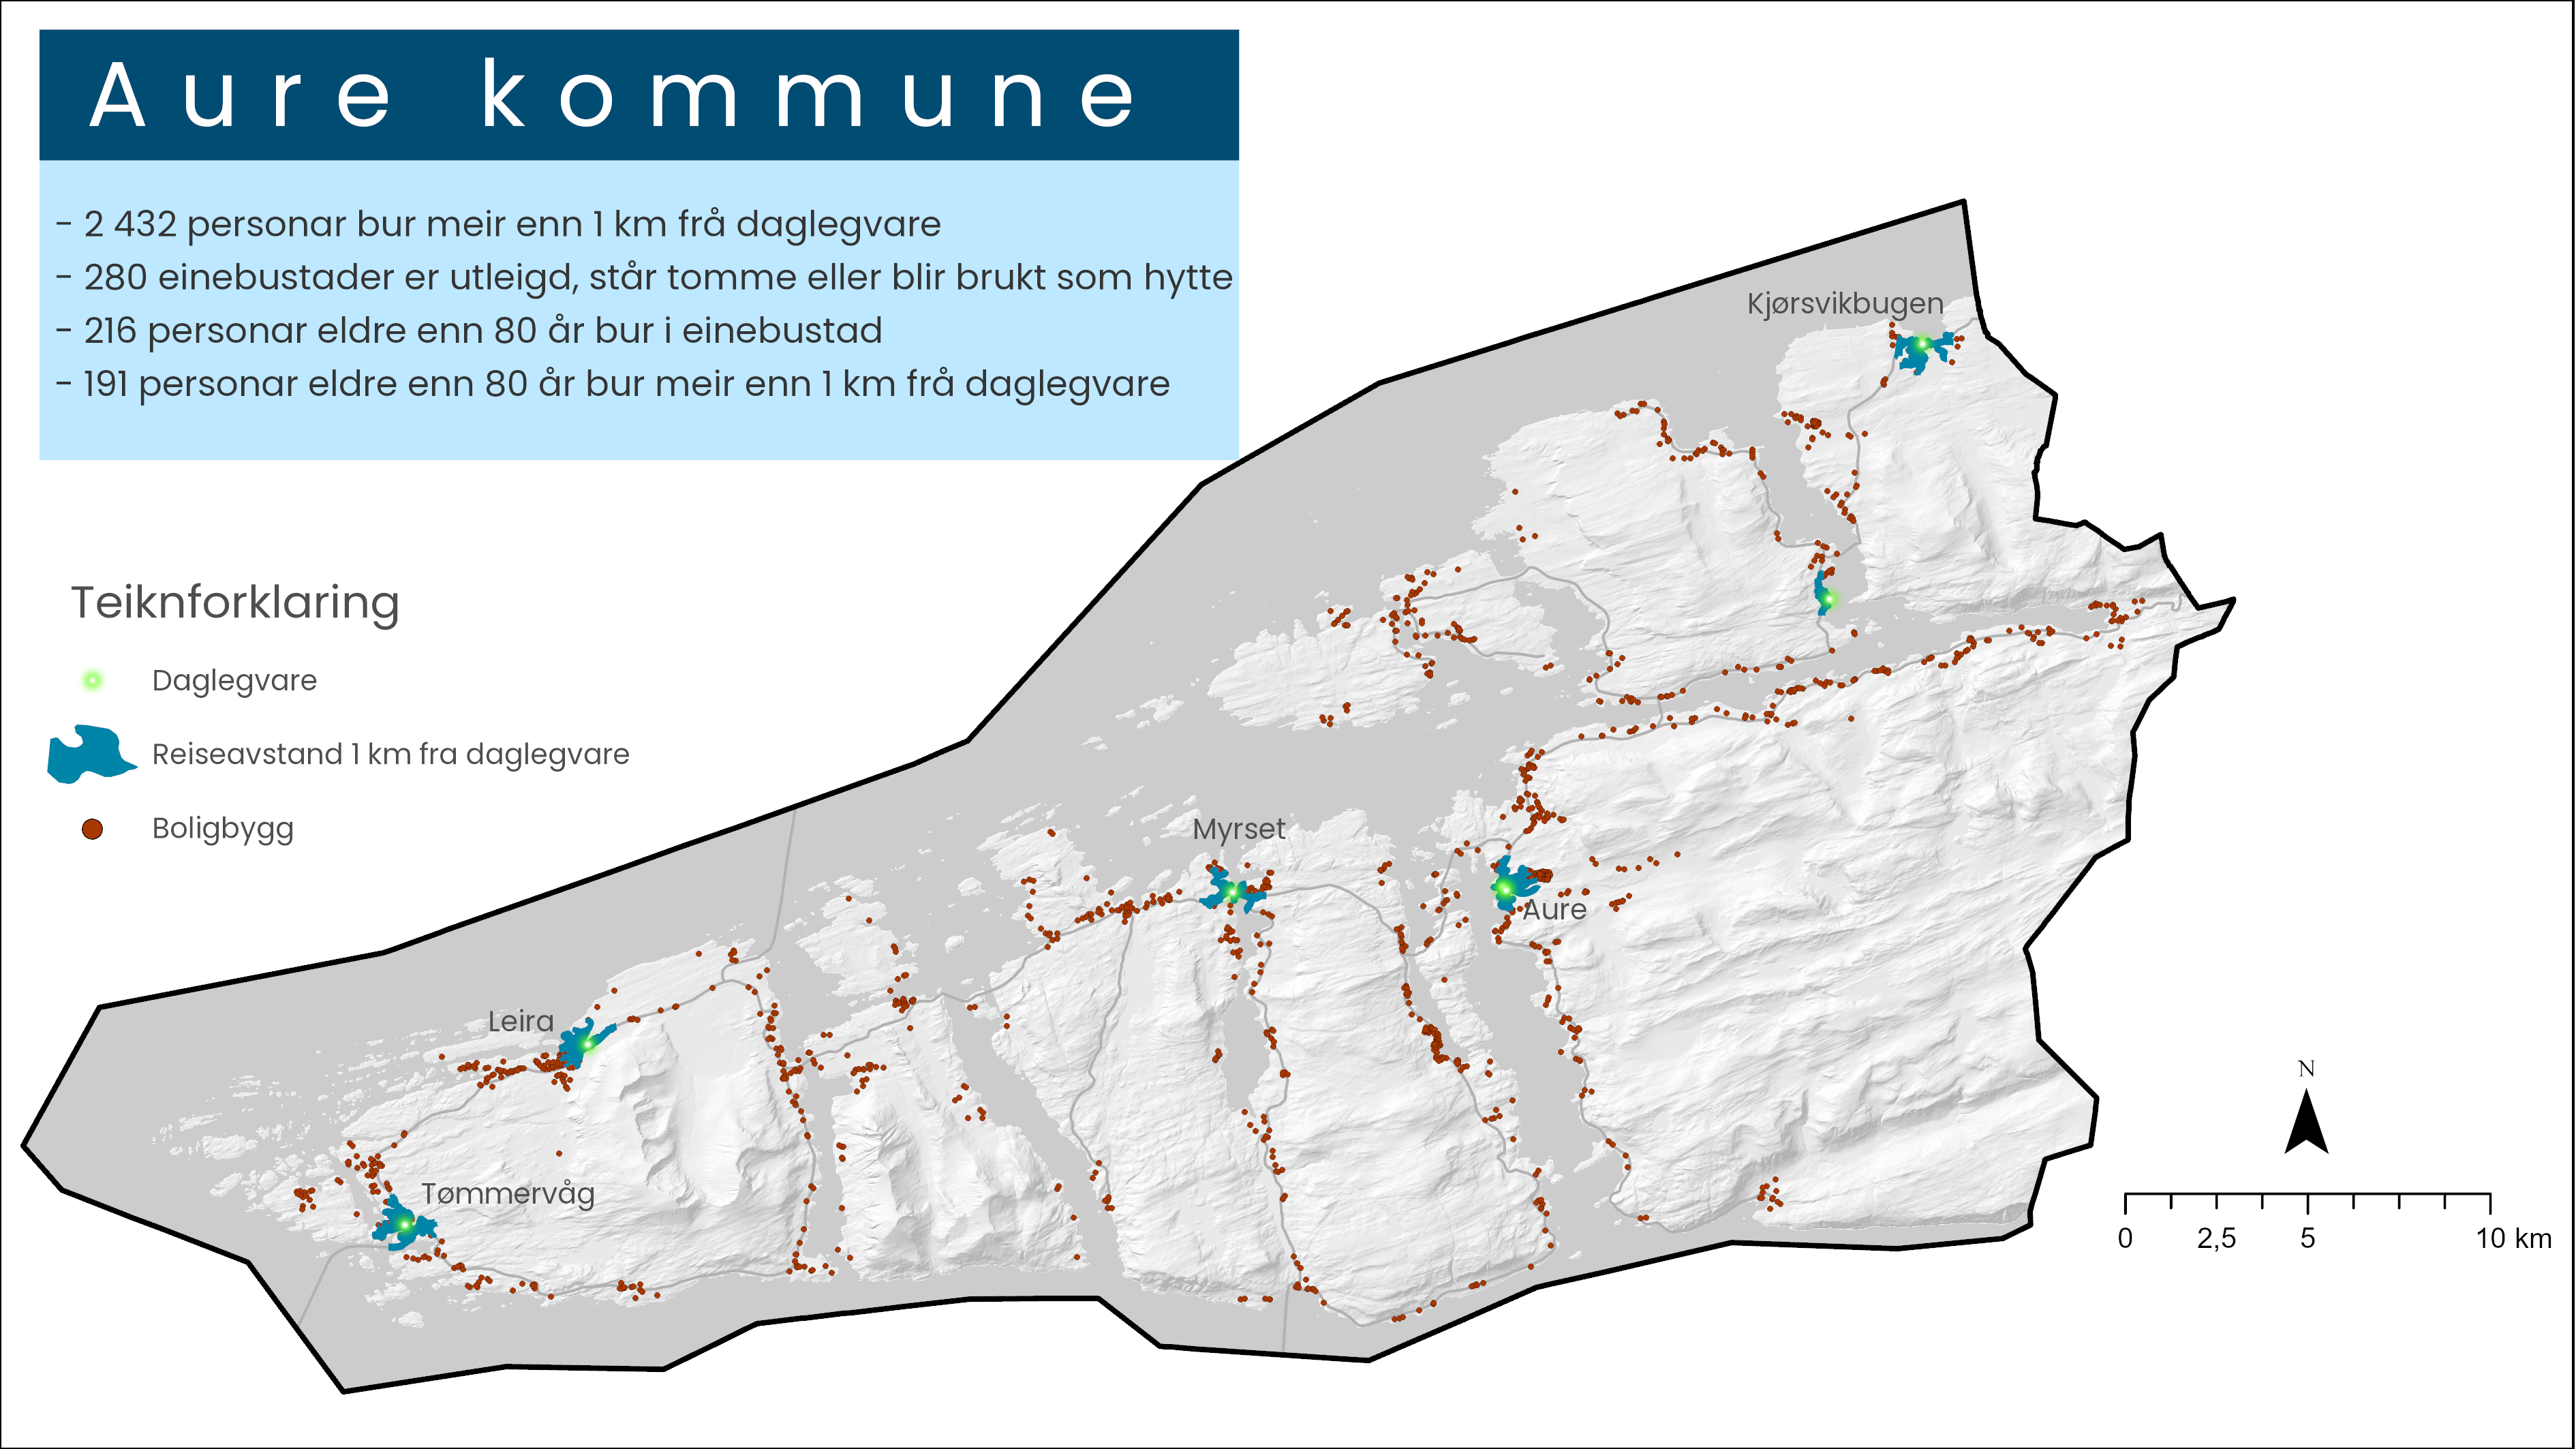 Aure kommune
- 2 432 personar bur meir enn 1 km frå daglegvare
- 280 einebustader er utleigd, står tomme eller blir brukt som hytte
- 216 personar eldre enn 80 år bur i einebustad
- 191 personar eldre enn 80 år bur meir enn 1 km frå daglegvare
Teiknforklaring
Daglegvare
Reiseavstand 1 km fra daglegvare
Boligbygg
Kjørsvikbugen
Myrset
Aure
Leira
Tømmervåg
N
0 2,5 5 10 km